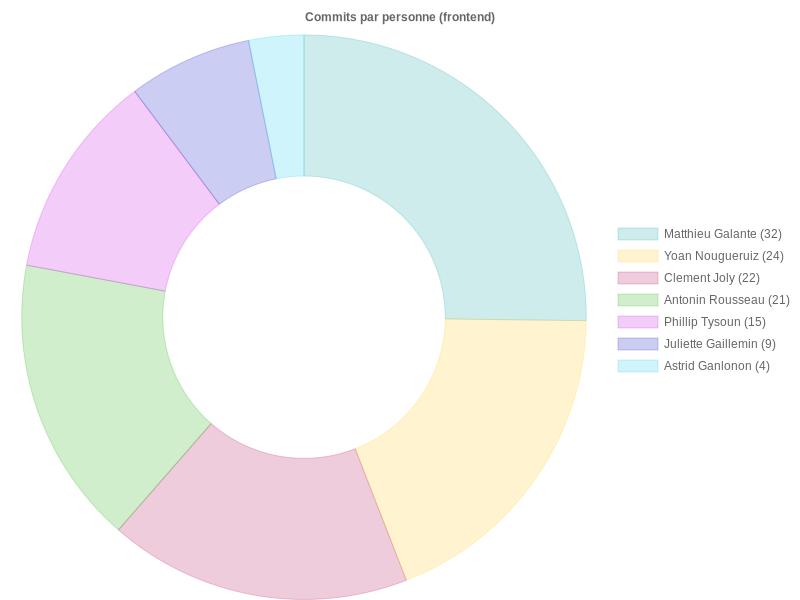 Commits par personne (frontend)
Matthieu Galante (32)
Yoan Nougueruiz (24)
Clement Joly (22)
Antonin Rousseau (21)
Phillip Tysoun (15)
Juliette Gaillemin (9)
Astrid Ganlonon (4)